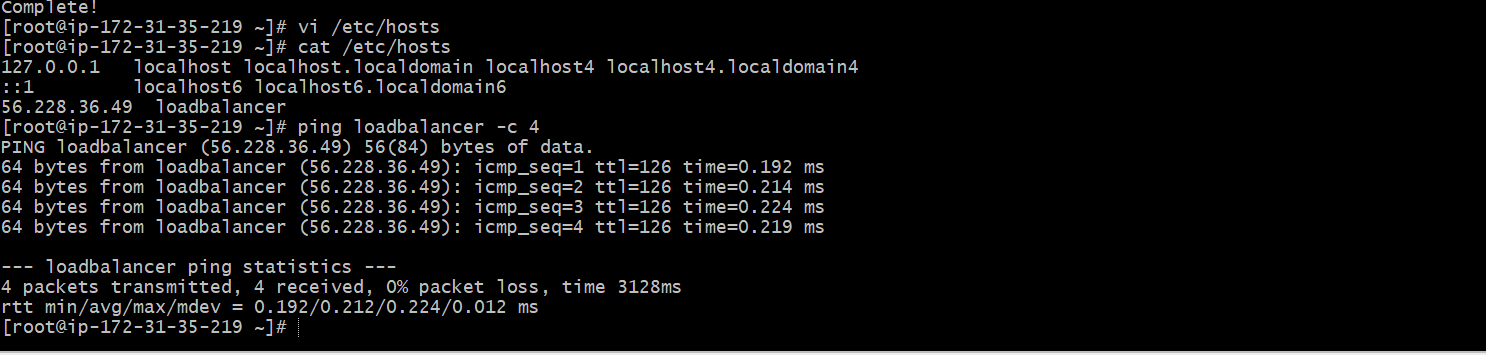 Complete!
[root@ip-172-31-35-219 ~]# vi /etc/hosts
[root@ip-172-31-35-219 ~]# cat /etc/hosts
127.0.0.1   localhost localhost.localdomain localhost4 localhost4.localdomain4
::1         localhost6 localhost6.localdomain6
56.228.36.49  loadbalancer
[root@ip-172-31-35-219 ~]# ping loadbalancer -c 4
PING loadbalancer (56.228.36.49) 56(84) bytes of data.
64 bytes from loadbalancer (56.228.36.49): icmp_seq=1 ttl=126 time=0.192 ms
64 bytes from loadbalancer (56.228.36.49): icmp_seq=2 ttl=126 time=0.214 ms
64 bytes from loadbalancer (56.228.36.49): icmp_seq=3 ttl=126 time=0.224 ms
64 bytes from loadbalancer (56.228.36.49): icmp_seq=4 ttl=126 time=0.219 ms
--- loadbalancer ping statistics ---
4 packets transmitted, 4 received, 0% packet loss, time 3128ms
rtt min/avg/max/mdev = 0.192/0.212/0.224/0.012 ms
[root@ip-172-31-35-219 ~]#